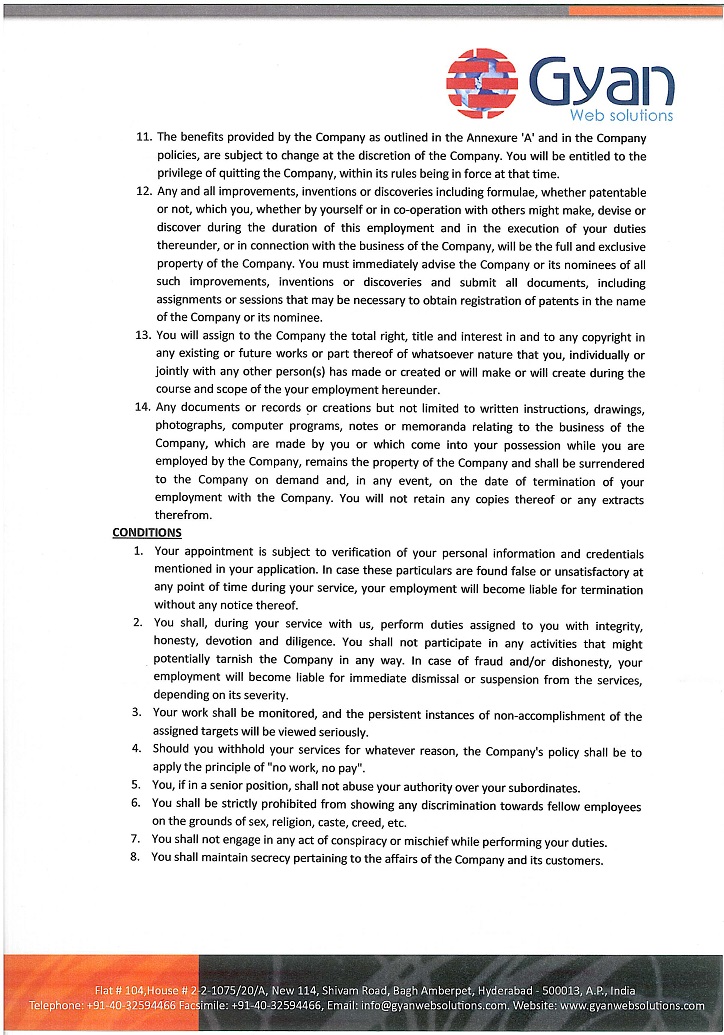 Gyan
Web solutions
11. The benefits provided by the Company as outlined in the Annexure 'A' and in the Company
policies, are subject to change at the discretion of the Company. You will be entitled to the
privilege of quitting the Company, within its rules being in force at that time.
12. Any and all improvements, inventions or discoveries including formulae, whether patentable
or not, which you, whether by yourself or in co-operation with others might make, devise or
discover during the duration of this employment and in the execution of your duties
thereunder, or in connection with the business of the Company, will be the full and exclusive
property of the Company. You must immediately advise the Company or its nominees of all
such improvements, inventions or discoveries and submit all documents, including
assignments or sessions that may be necessary to obtain registration of patents in the name
of the Company or its nominee.
13. You will assign to the Company the total right, title and interest in and to any copyright in
any existing or future works or part thereof of whatsoever nature that you, individually or
jointly with any other person(s) has made or created or will make or will create during the
course and scope of the your employment hereunder.
14. Any documents or records or creations but not limited to written instructions, drawings,
photographs, computer programs, notes or memoranda relating to the business of the
Company, which are made by you or which come into your possession while you are
employed by the Company, remains the property of the Company and shall be surrendered
to the Company on demand and, in any event, on the date of termination of your
employment with the Company. You will not retain any copies thereof or any extracts
therefrom.
CONDITIONS
1. Your appointment is subject to verification of your personal information and credentials
mentioned in your application. In case these particulars are found false or unsatisfactory at
any point of time during your service, your employment will become liable for termination
without any notice thereof.
2. You shall, during your service with us, perform duties assigned to you with integrity,
honesty, devotion and diligence. You shall not participate in any activities that might
potentially tarnish the Company in any way. In case of fraud and/or dishonesty, your
employment will become liable for immediate dismissal or suspension from the services,
depending on its severity.
3. Your work shall be monitored, and the persistent instances of non-accomplishment of the
assigned targets will be viewed seriously.
4. Should you withhold your services for whatever reason, the Company's policy shall be to
apply the principle of "no work, no pay".
5. You, if in a senior position, shall not abuse your authority over your subordinates.
6. You shall be strictly prohibited from showing any discrimination towards fellow employees
on the grounds of sex, religion, caste, creed, etc.
7. You shall not engage in any act of conspiracy or mischief while performing your duties.
8. You shall maintain secrecy pertaining to the affairs of the Company and its customers.
Flat # 104,House # 2-2-1075/20/A, New 114, Shivam Road, Bagh Amberpet, Hyderabad - 500013, A.P., India
Telephone: +91-40-32594466 Facsimile: +91-40-32594466, Email: info@gyanwebsolutions.com. Website: www.gyanwebsolutions.com